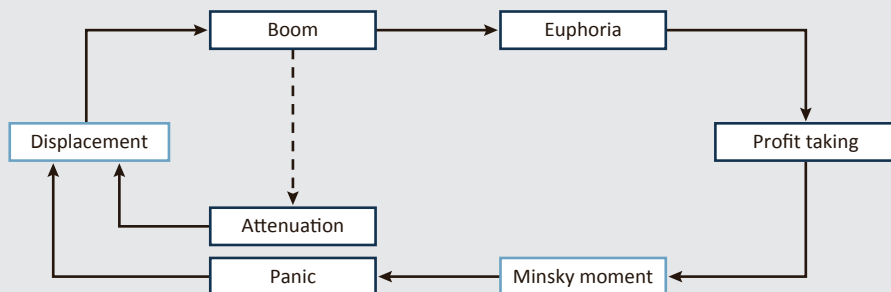 Boom
Euphoria
Displacement
Profit taking
Attenuation
Panic
Minsky moment